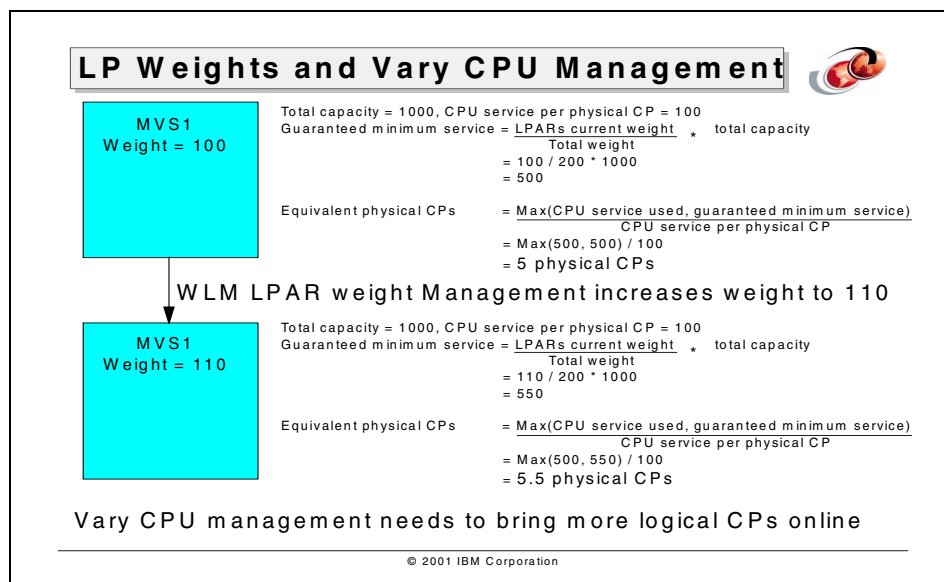 LP Weights and Vary CPU Management
MVS1
Weight = 100
Total capacity = 1000, CPU service per physical CP = 100
Guaranteed minimum service = LPARs current weight * total capacity
Total weight
= 100 / 200 * 1000
= 500
Equivalent physical CPs = Max(CPU service used, guaranteed minimum service)
CPU service per physical CP
= Max(500, 500) / 100
= 5 physical CPs
WLM LPAR weight Management increases weight to 110
MVS1
Weight = 110
Total capacity = 1000, CPU service per physical CP = 100
Guaranteed minimum service = LPARs current weight * total capacity
Total weight
= 110 / 200 * 1000
= 550
Equivalent physical CPs = Max(CPU service used, guaranteed minimum service)
CPU service per physical CP
= Max(500, 550) / 100
= 5.5 physical CPs
Vary CPU management needs to bring more logical CPs online
© 2001 IBM Corporation